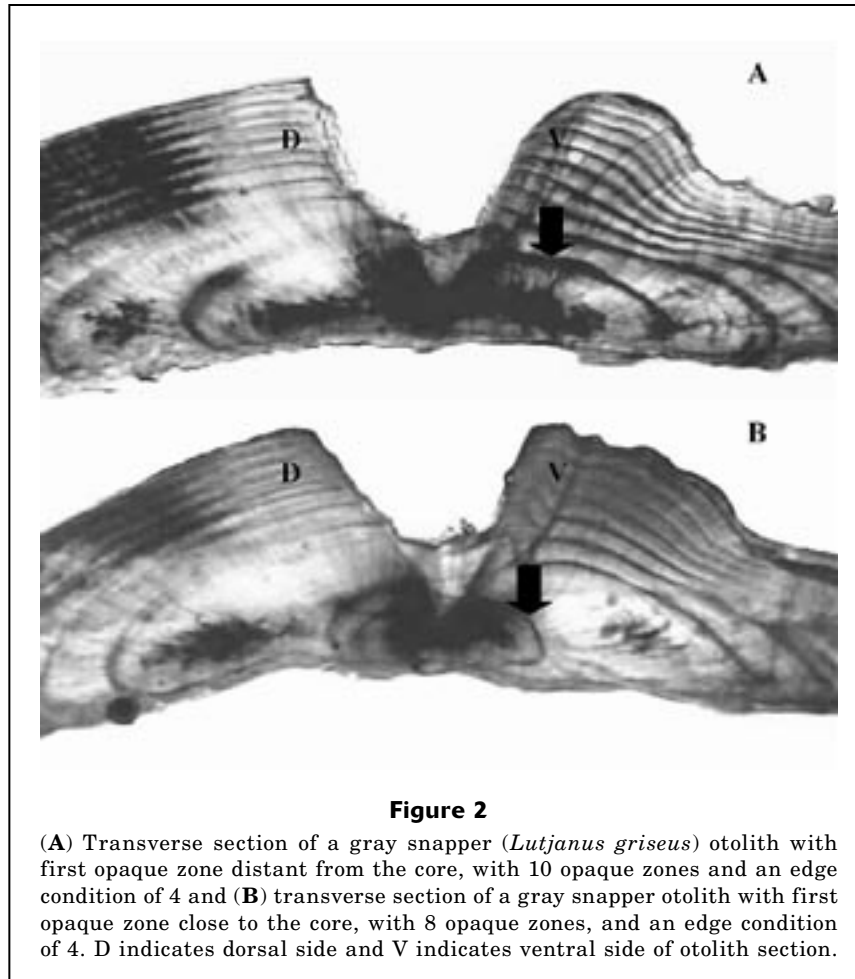 A
D
V
B
D
V
Figure 2
(A) Transverse section of a gray snapper (Lutjanus griseus) otolith with
first opaque zone distant from the core, with 10 opaque zones and an edge
condition of 4 and (B) transverse section of a gray snapper otolith with first
opaque zone close to the core, with 8 opaque zones, and an edge condition
of 4. D indicates dorsal side and V indicates ventral side of otolith section.